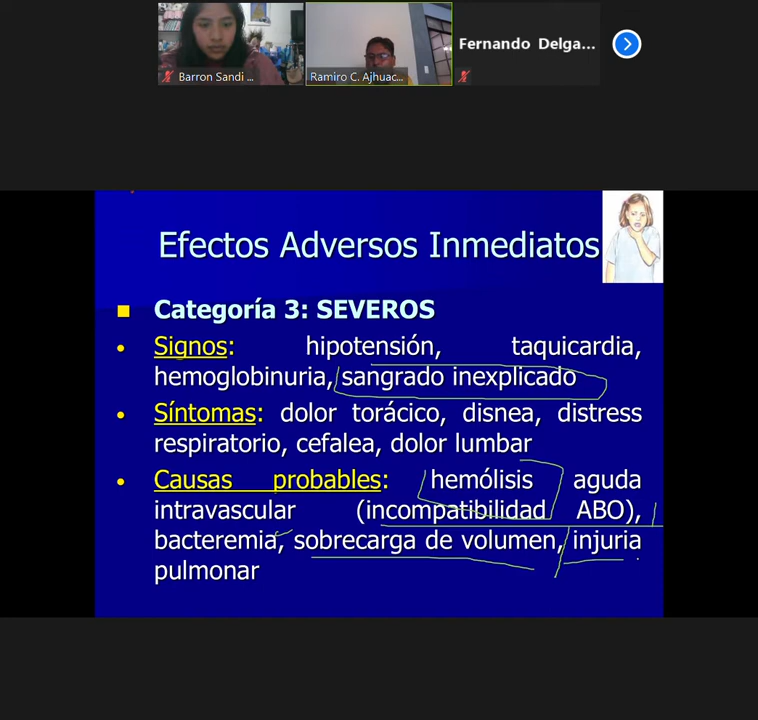 Barron Sandi ...
Ramiro C. Ajhuac...
Fernando Delga...
Efectos Adversos Inmediatos
Categoría 3: SEVEROS
Signos: hipotensión, taquicardia,
hemoglobinuria, sangrado inexplicado
Síntomas: dolor torácico, disnea, distress
respiratorio, cefalea, dolor lumbar
Causas probables: hemólisis aguda
intravascular (incompatibilidad ABO),
bacteremia, sobrecarga de volumen, injuria
pulmonar